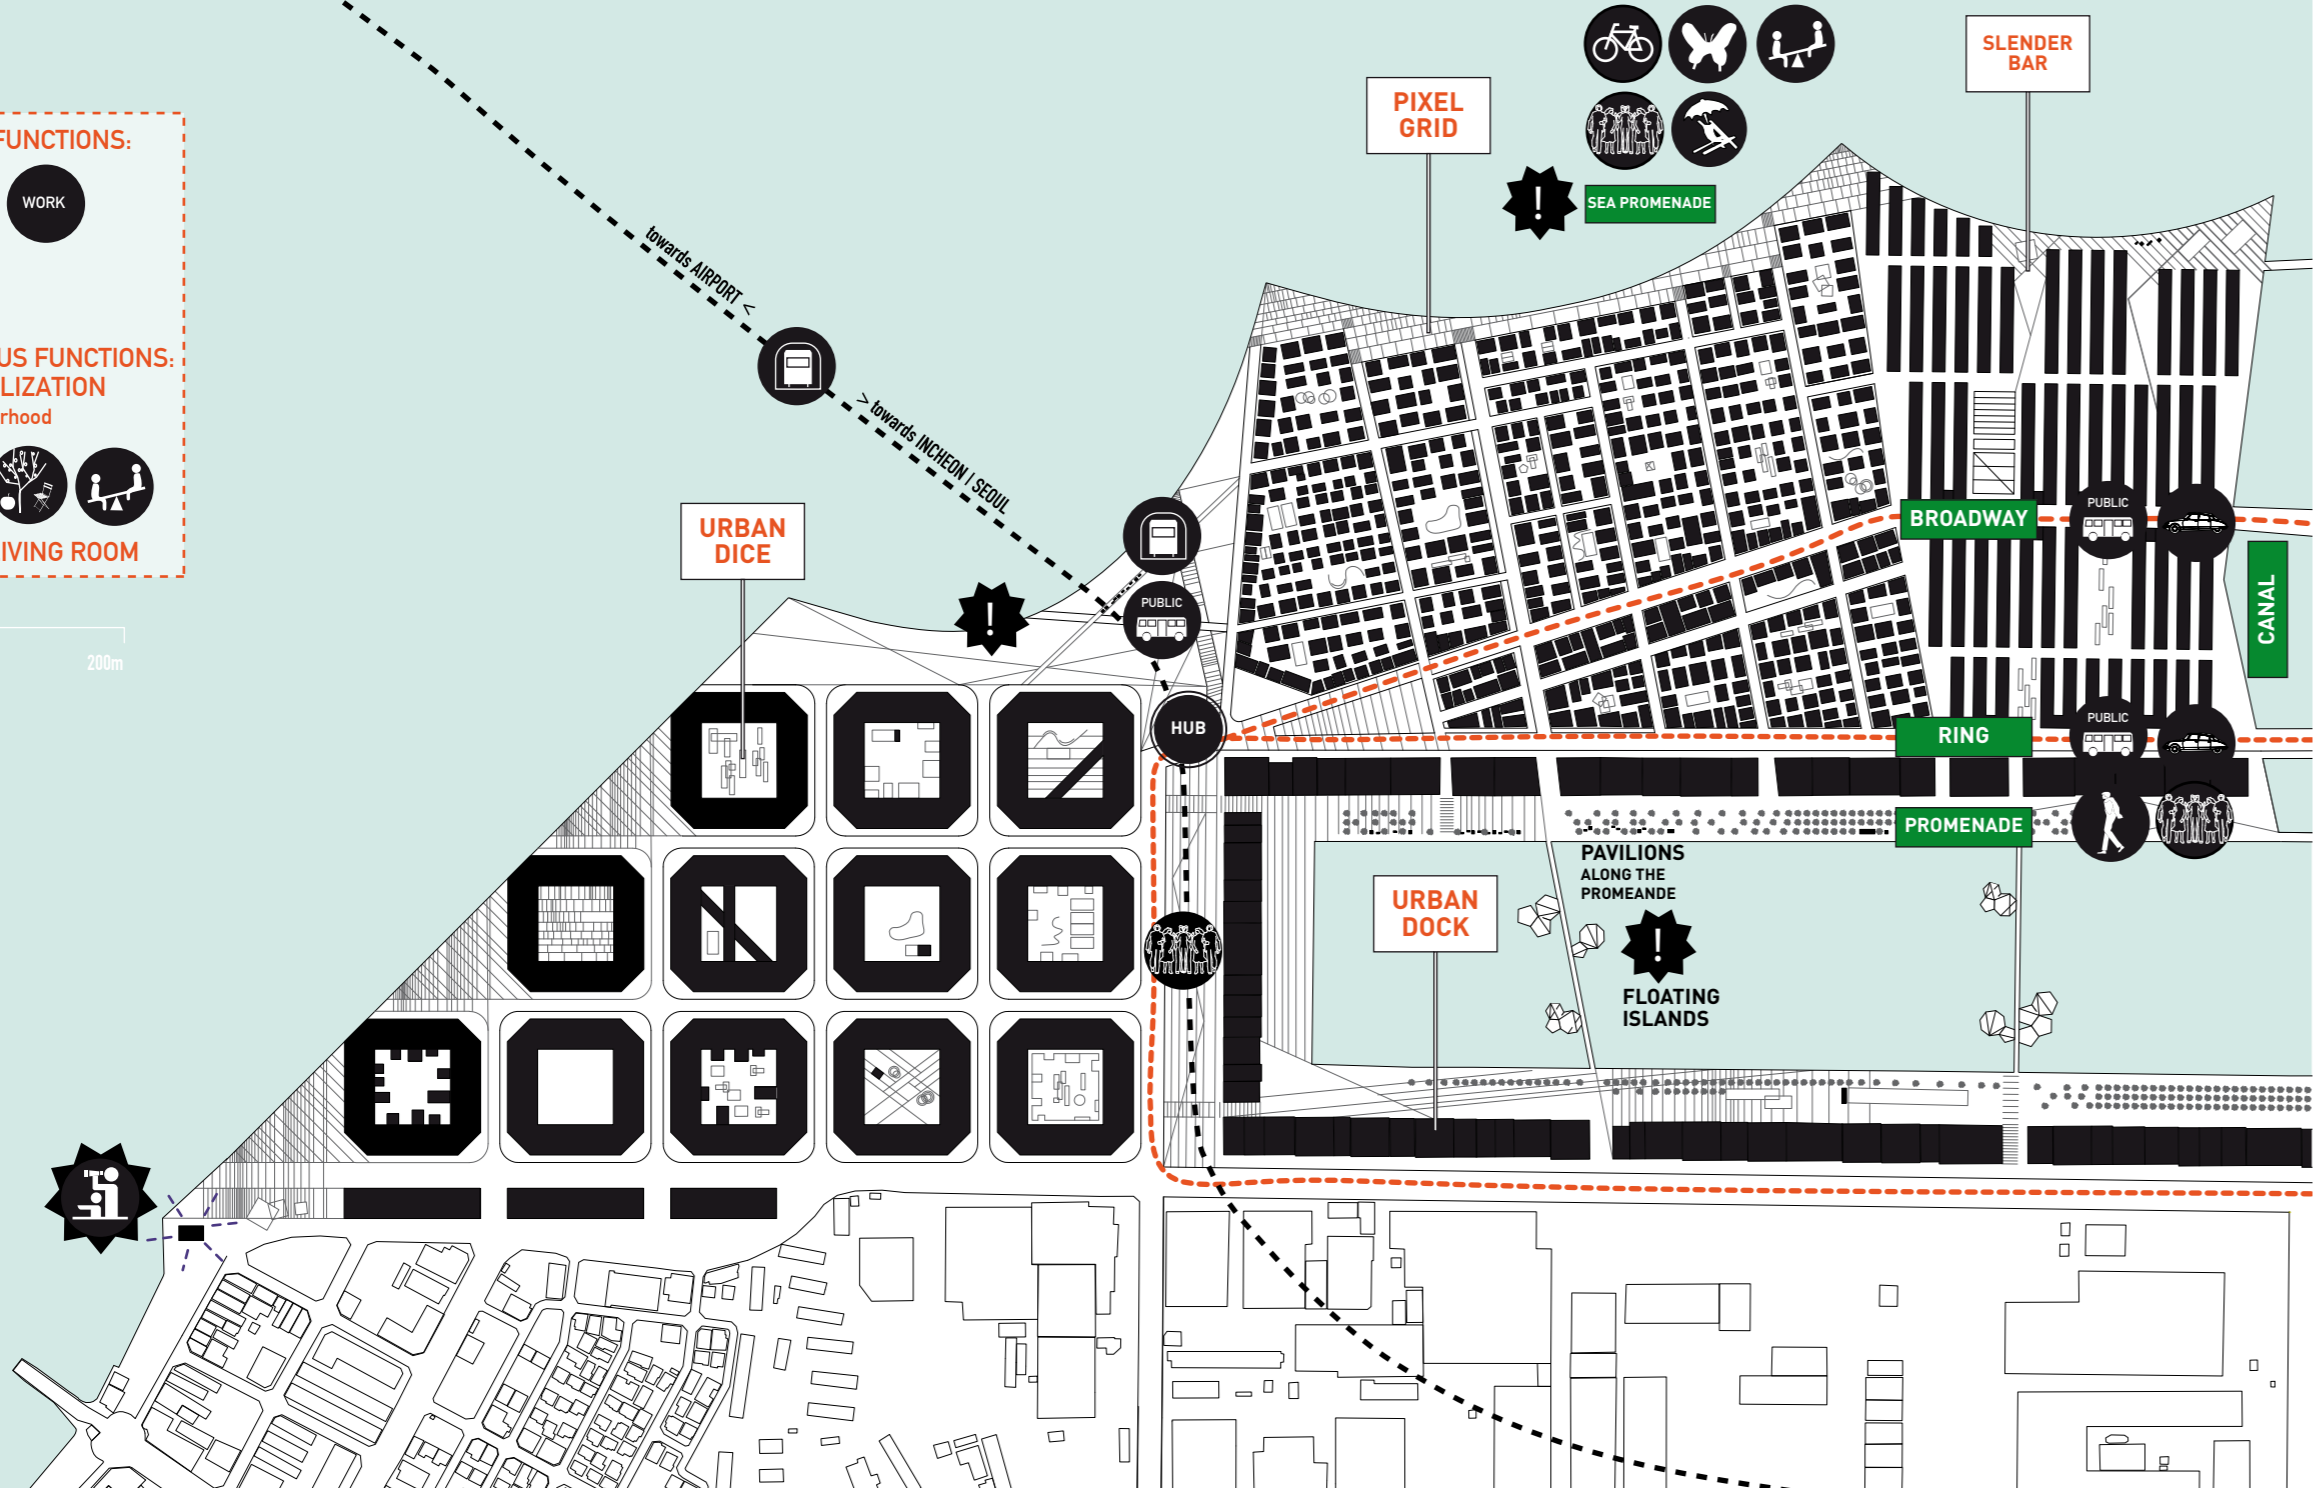 FUNCTIONS:
WORK
US FUNCTIONS:
LIZATION
rhood
IVING ROOM
200m
towards AIRPORT <
> towards INCHEON | SEOUL
URBAN
DICE
PIXEL
GRID
SEA PROMENADE
!
SLENDER
BAR
!
PUBLIC
HUB
BROADWAY
PUBLIC
CANAL
RING
PUBLIC
PROMENADE
PAVILIONS
ALONG THE
PROMEANDE
URBAN
DOCK
!
FLOATING
ISLANDS